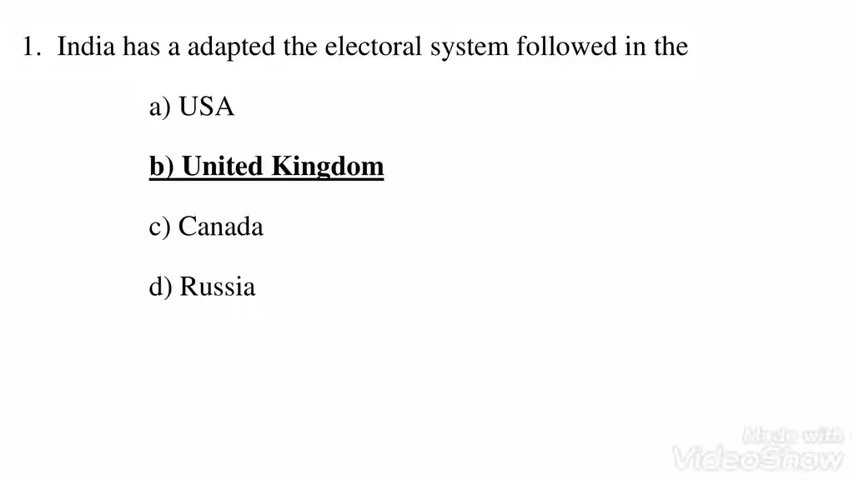 1. India has a adapted the electoral system followed in the
a) USA
b) United Kingdom
c) Canada
d) Russia
Made with
VideoShow